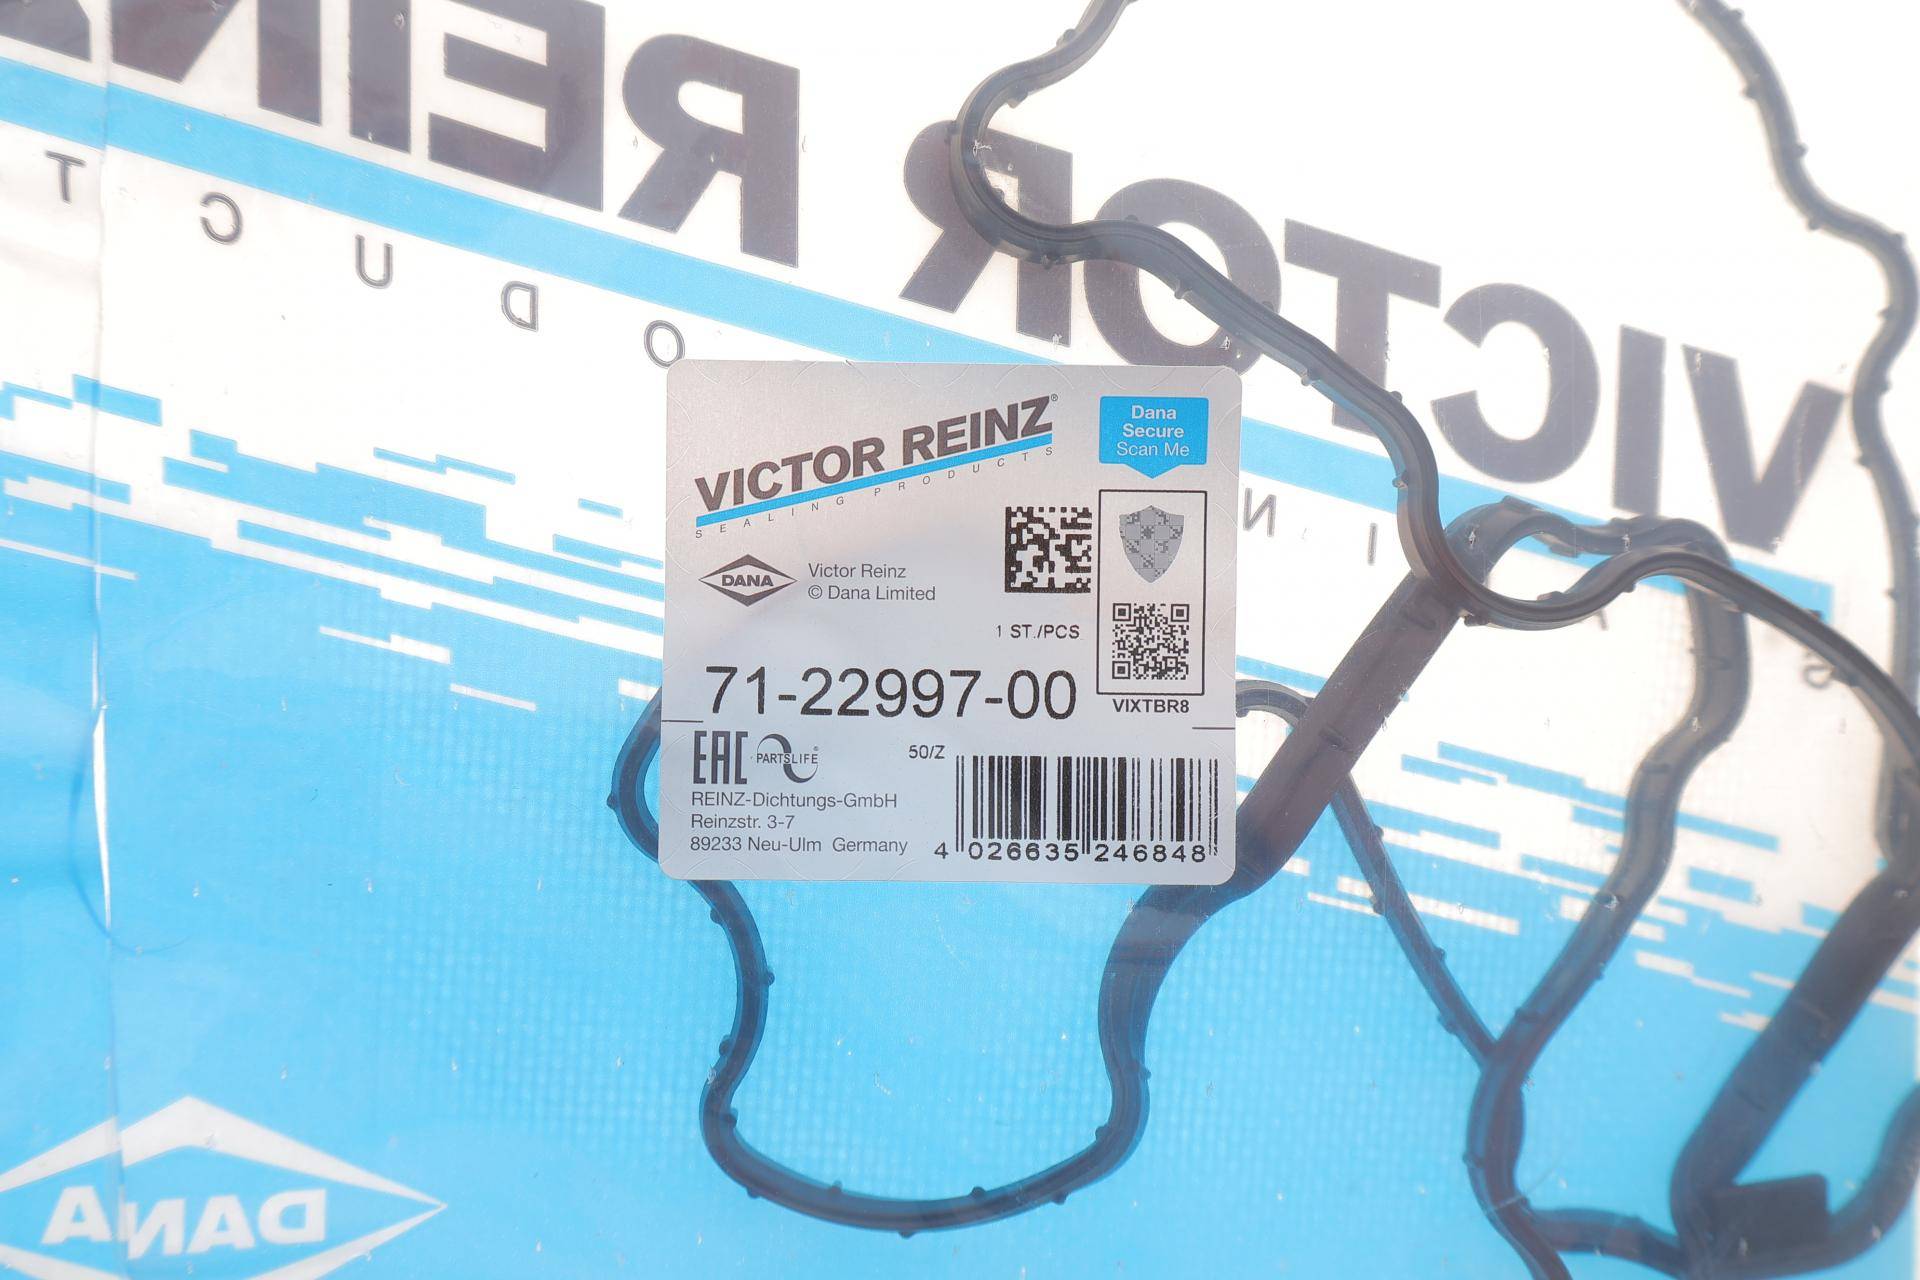 VICTOR REINZ
DUCT
VICTOR REINZ®
SEALING PRODUCTS
Dana
Secure
Scan Me
DANA
Victor Reinz
© Dana Limited
1 ST./PCS
71-22997-00
VIXTBR8
EAC
PARTSLIFE®
50/Z
REINZ-Dichtungs-GmbH
Reinzstr. 3-7
89233 Neu-Ulm Germany
4 026635 246848
DANA